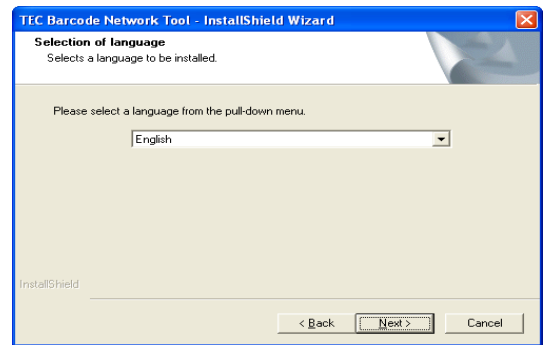 TEC Barcode Network Tool - InstallShield Wizard
Selection of language
Selects a language to be installed.
Please select a language from the pull-down menu.
English
InstallShield
< Back
Next >
Cancel